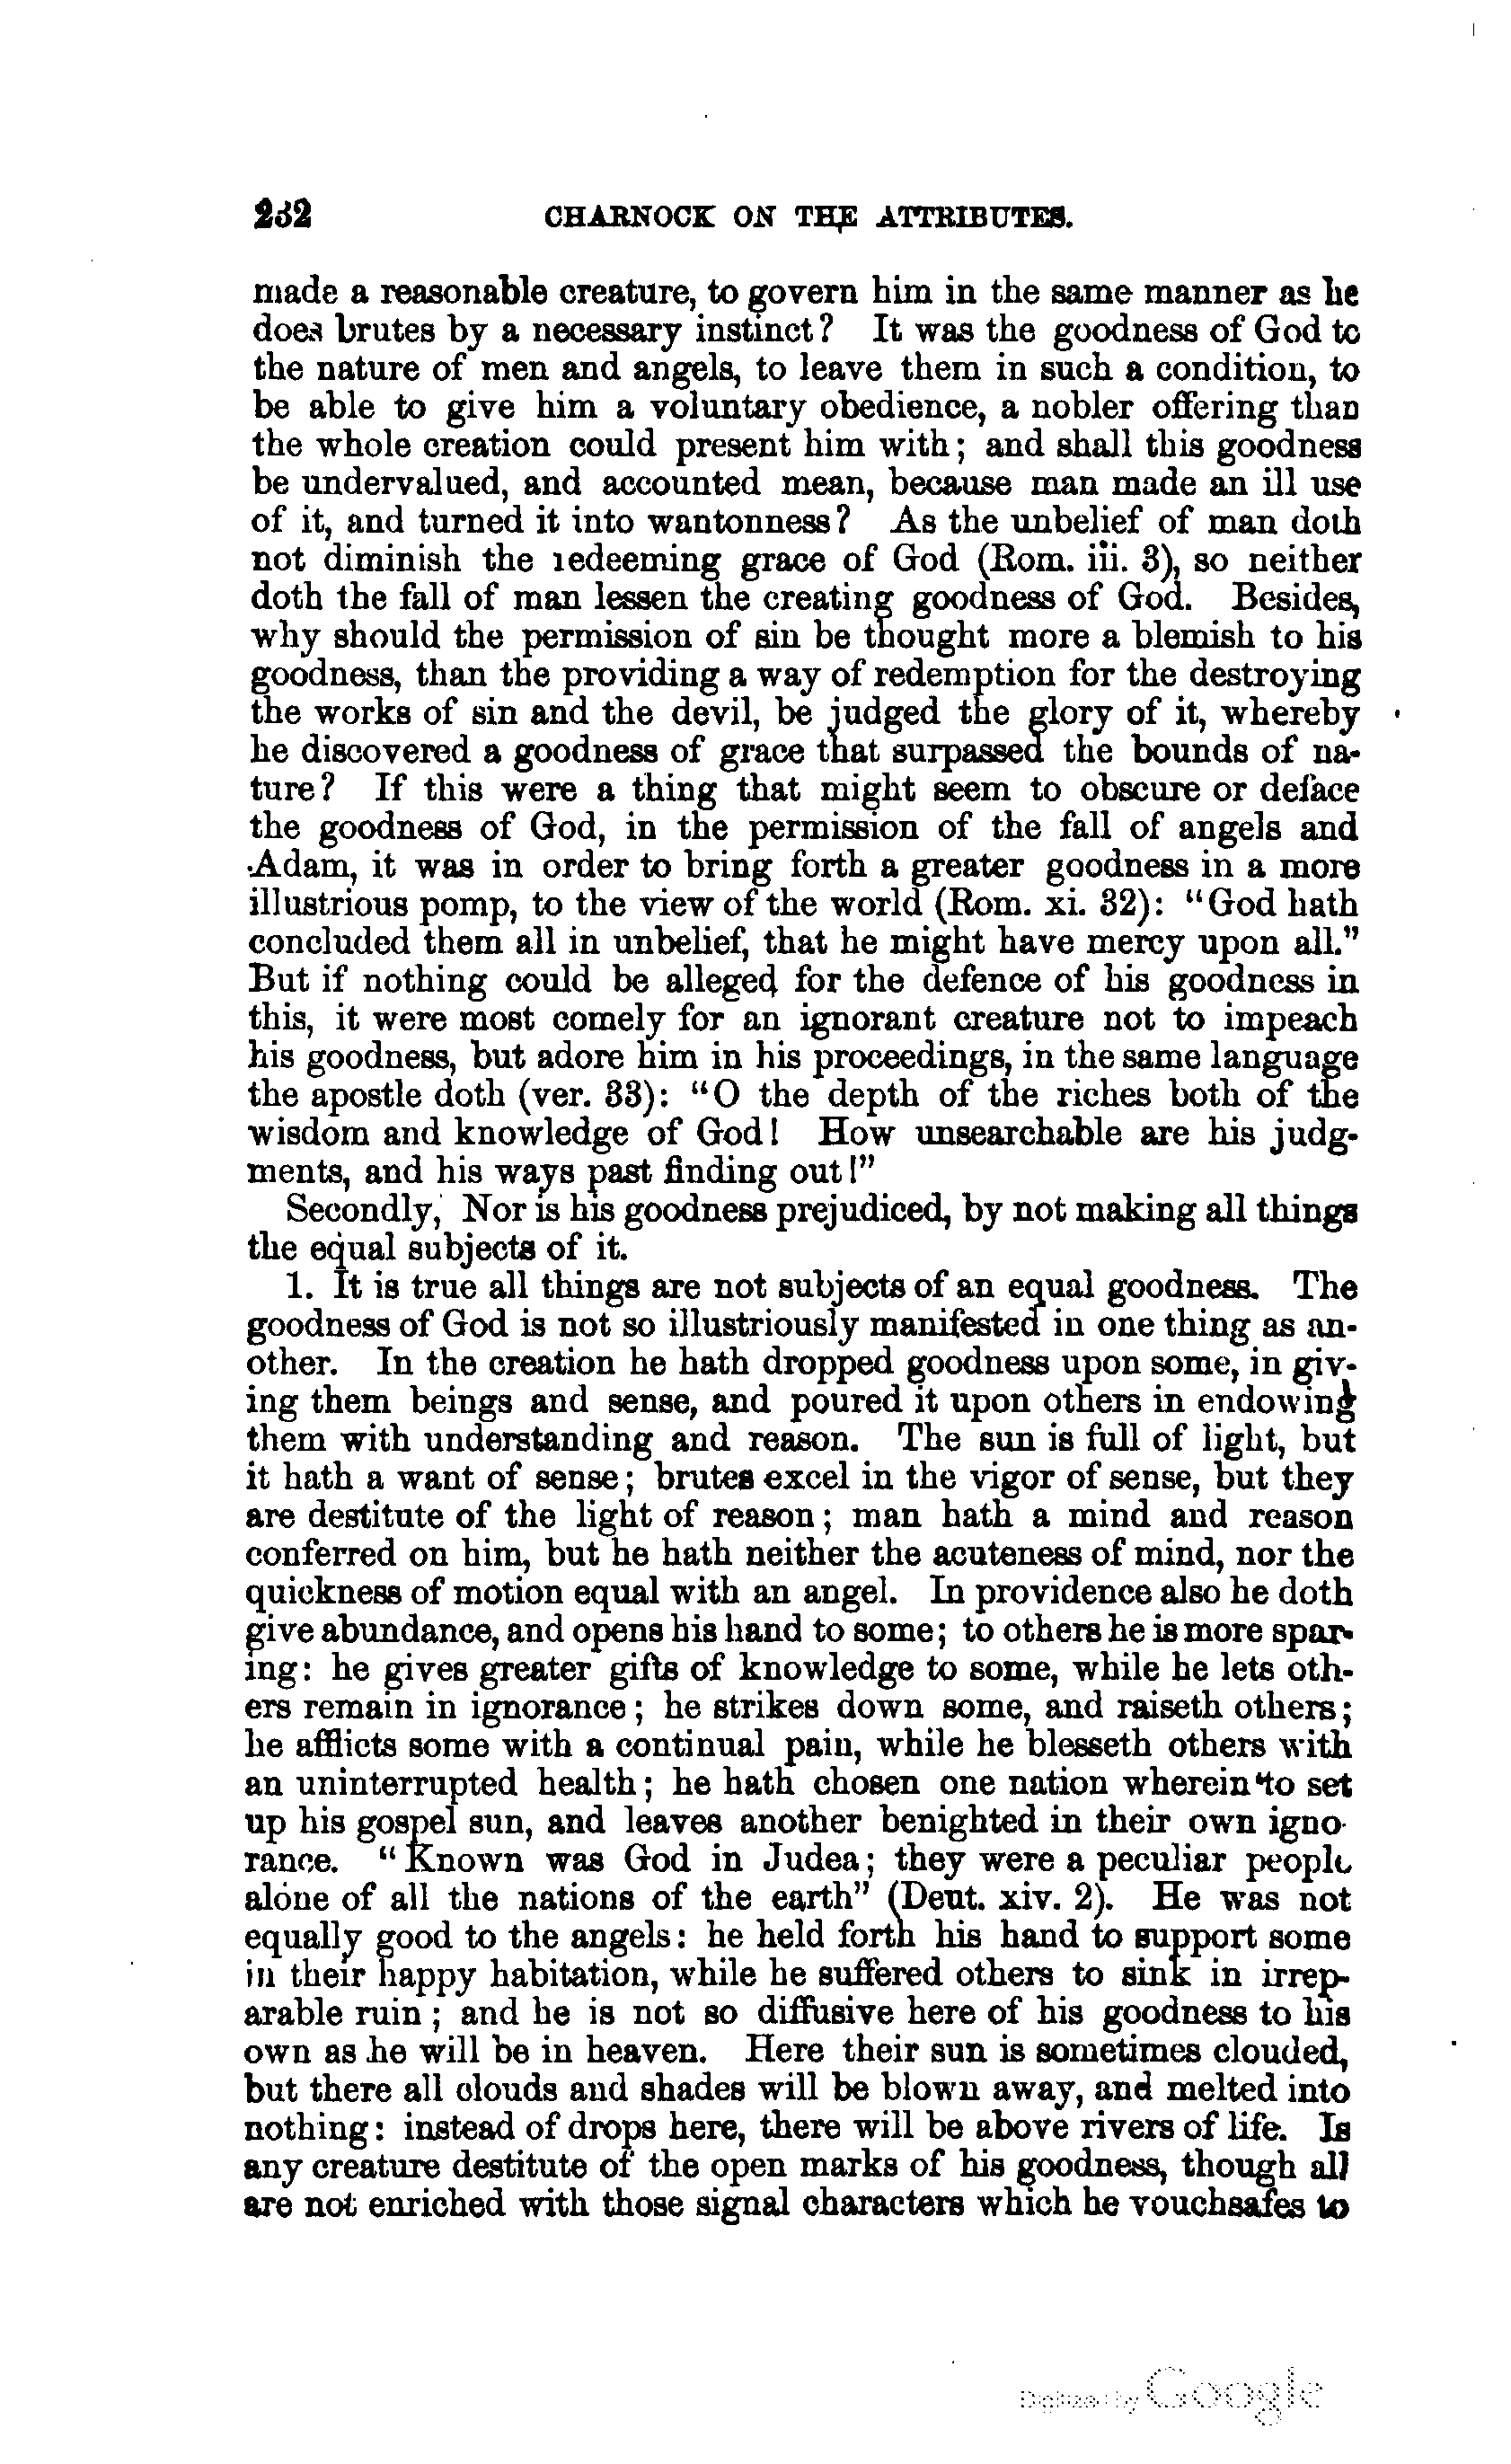 232 CHARNOCK ON THE ATTRIBUTES.
made a reasonable creature, to govern him in the same manner as he
does brutes by a necessary instinct? It was the goodness of God to
the nature of men and angels, to leave them in such a condition, to
be able to give him a voluntary obedience, a nobler offering than
the whole creation could present him with; and shall this goodness
be undervalued, and accounted mean, because man made an ill use
of it, and turned it into wantonness? As the unbelief of man doth
not diminish the redeeming grace of God (Rom. iii. 3), so neither
doth the fall of man lessen the creating goodness of God. Besides,
why should the permission of sin be thought more a blemish to his
goodness, than the providing a way of redemption for the destroying
the works of sin and the devil, be judged the glory of it, whereby
he discovered a goodness of grace that surpassed the bounds of na-
ture? If this were a thing that might seem to obscure or deface
the goodness of God, in the permission of the fall of angels and
Adam, it was in order to bring forth a greater goodness in a more
illustrious pomp, to the view of the world (Rom. xi. 32): "God hath
concluded them all in unbelief, that he might have mercy upon all."
But if nothing could be alleged for the defence of his goodness in
this, it were most comely for an ignorant creature not to impeach
his goodness, but adore him in his proceedings, in the same language
the apostle doth (ver. 33): "O the depth of the riches both of the
wisdom and knowledge of God! How unsearchable are his judg-
ments, and his ways past finding out!"
Secondly, Nor is his goodness prejudiced, by not making all things
the equal subjects of it.
1. It is true all things are not subjects of an equal goodness. The
goodness of God is not so illustriously manifested in one thing as an-
other. In the creation he hath dropped goodness upon some, in giv-
ing them beings and sense, and poured it upon others in endowing
them with understanding and reason. The sun is full of light, but
it hath a want of sense; brutes excel in the vigor of sense, but they
are destitute of the light of reason; man hath a mind and reason
conferred on him, but he hath neither the acuteness of mind, nor the
quickness of motion equal with an angel. In providence also he doth
give abundance, and opens his hand to some; to others he is more spar-
ing: he gives greater gifts of knowledge to some, while he lets oth-
ers remain in ignorance; he strikes down some, and raiseth others;
he afflicts some with a continual pain, while he blesseth others with
an uninterrupted health; he hath chosen one nation wherein to set
up his gospel sun, and leaves another benighted in their own igno-
rance. "Known was God in Judea; they were a peculiar people
alone of all the nations of the earth" (Deut. xiv. 2). He was not
equally good to the angels: he held forth his hand to support some
in their happy habitation, while he suffered others to sink in irrep-
arable ruin; and he is not so diffusive here of his goodness to his
own as he will be in heaven. Here their sun is sometimes clouded,
but there all clouds and shades will be blown away, and melted into
nothing: instead of drops here, there will be above rivers of life. Is
any creature destitute of the open marks of his goodness, though all
are not enriched with those signal characters which he vouchsafes to
Digitized by Google